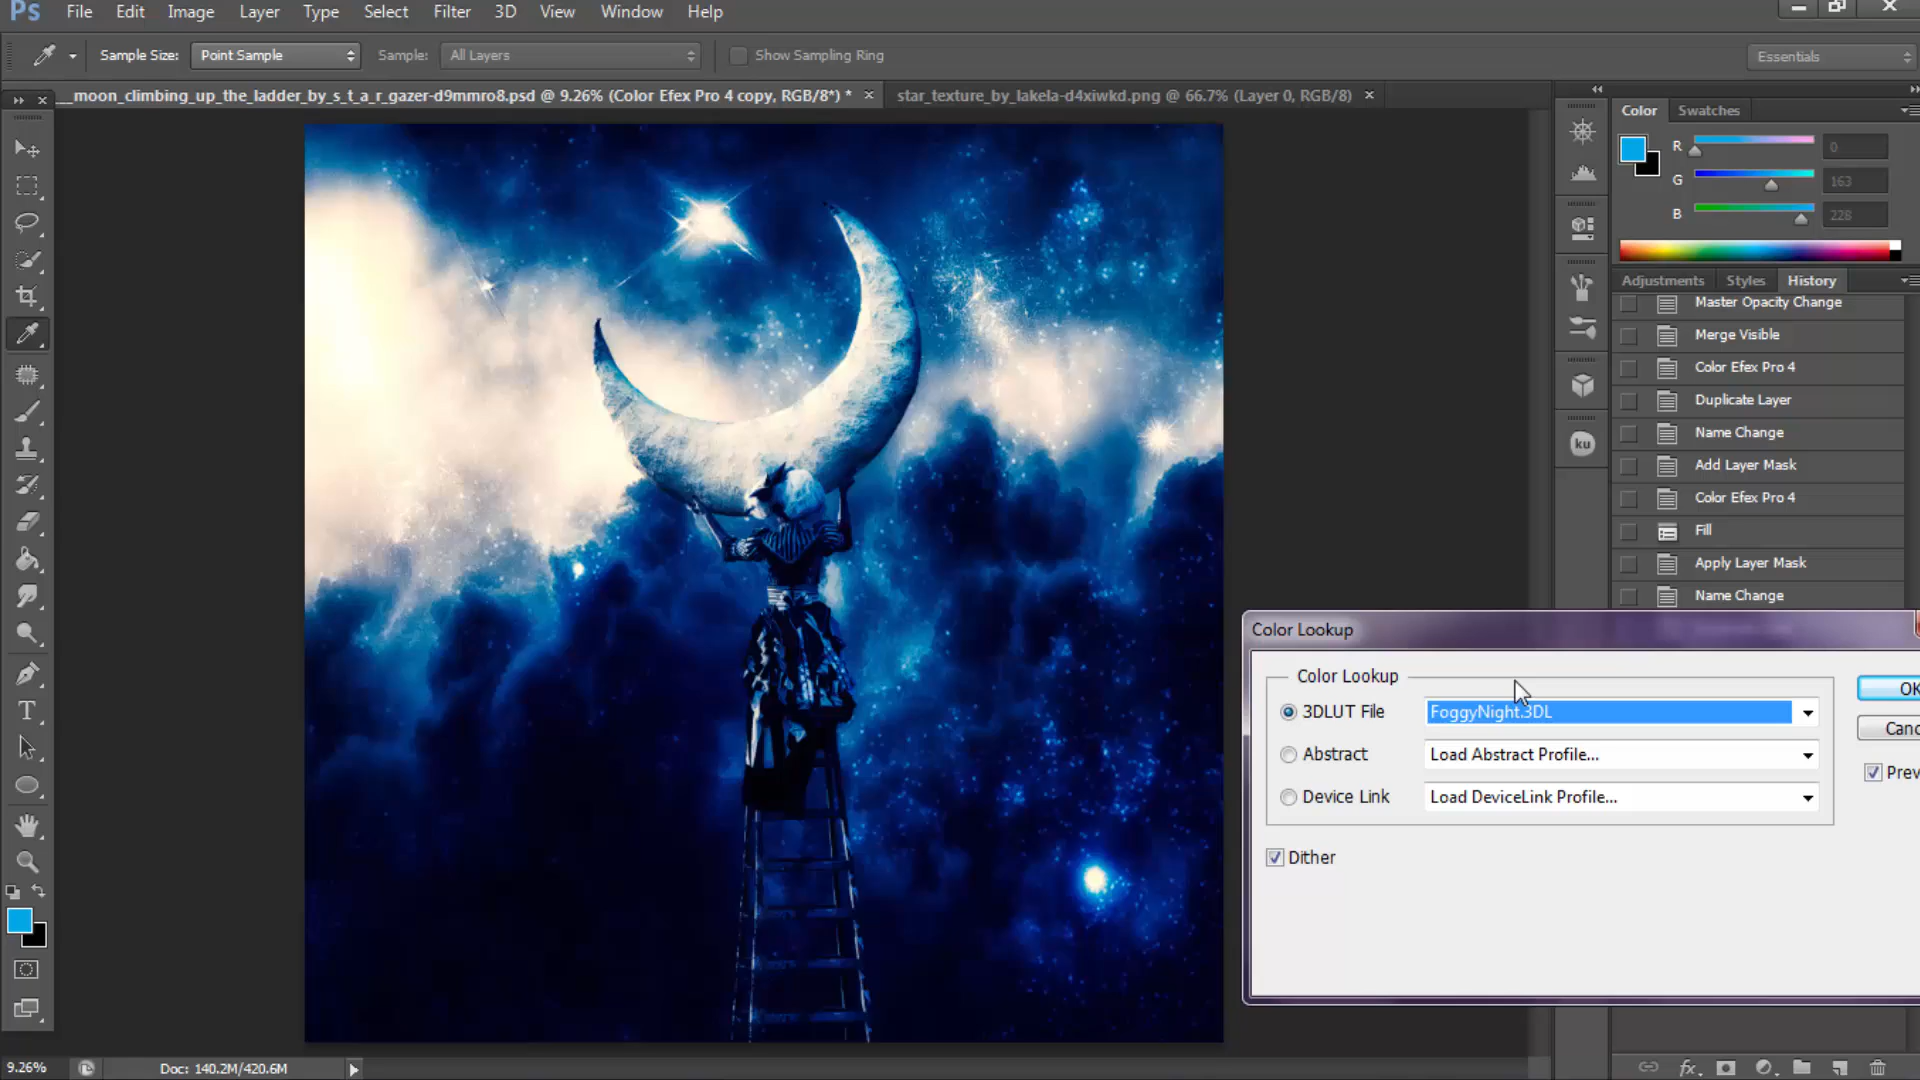 Ps File Edit Image Layer Type Select Filter 3D View Window Help
Sample Size: Point Sample Sample: All Layers Show Sampling Ring Essentials
moon_climbing_up_the_ladder_by_s_t_a_r_gazer-d9mmro8.psd @ 9.26% (Color Efex Pro 4 copy, RGB/8*) * × star_texture_by_lakela-d4xiwkd.png @ 66.7% (Layer 0, RGB/8) ×
Color Swatches
R 0
G 163
B 228
Adjustments Styles History
Master Opacity Change
Merge Visible
Color Efex Pro 4
Duplicate Layer
Name Change
Add Layer Mask
Color Efex Pro 4
Fill
Apply Layer Mask
Name Change
ku
T
Color Lookup
Color Lookup
3DLUT File FoggyNight.3DL
Abstract Load Abstract Profile...
Device Link Load DeviceLink Profile...
Dither
OK
Canc
Prev
9.26% Doc: 140.2M/420.6M
fx